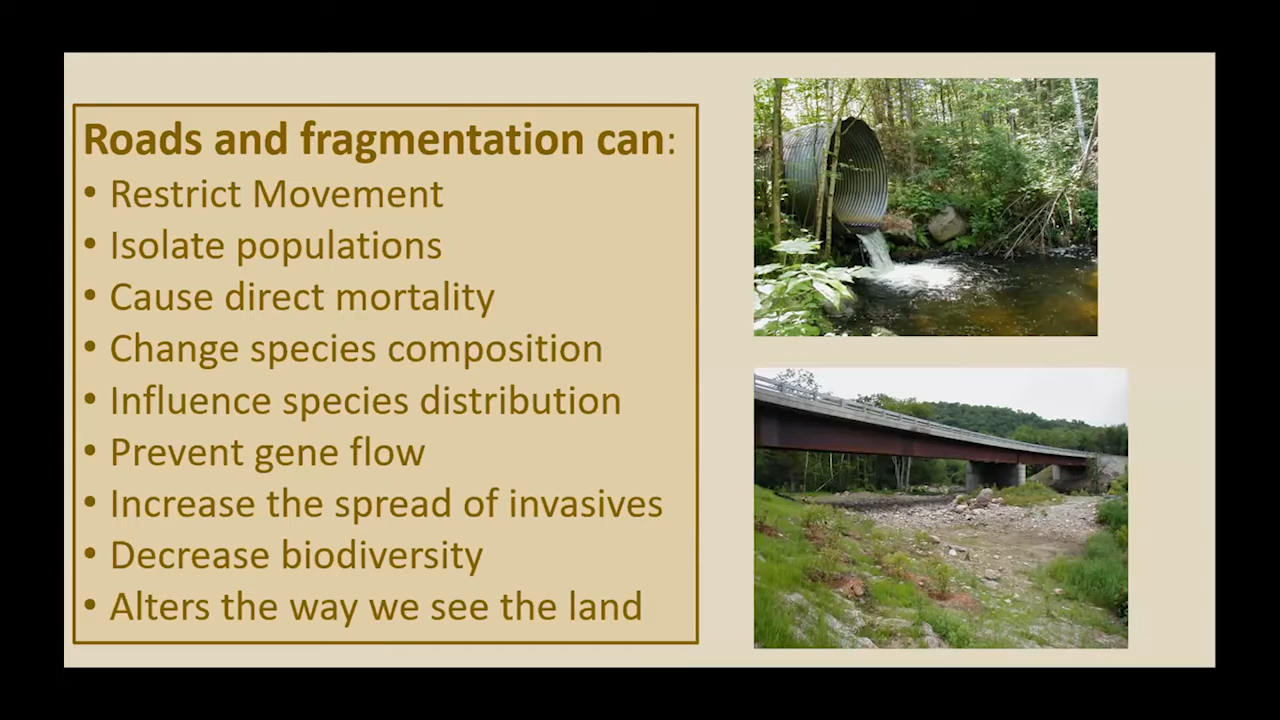 Roads and fragmentation can:
• Restrict Movement
• Isolate populations
• Cause direct mortality
• Change species composition
• Influence species distribution
• Prevent gene flow
• Increase the spread of invasives
• Decrease biodiversity
• Alters the way we see the land